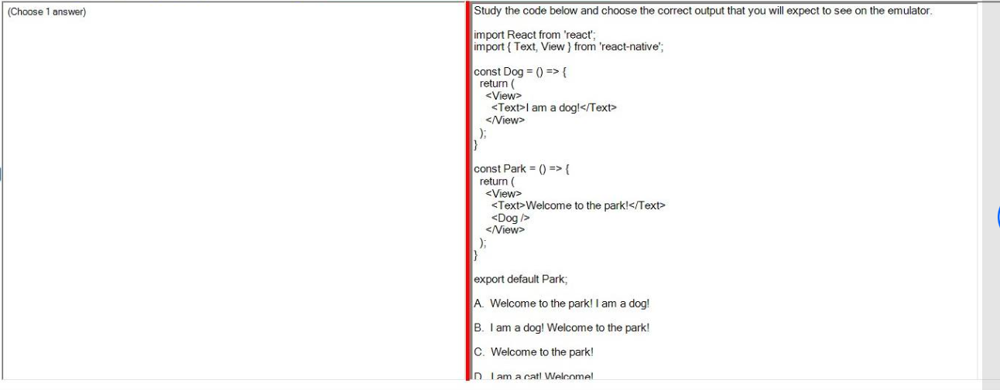 (Choose 1 answer)
Study the code below and choose the correct output that you will expect to see on the emulator.
import React from 'react';
import { Text, View } from 'react-native';
const Dog = () => {
return (
<View>
<Text>I am a dog!</Text>
</View>
);
}
const Park = () => {
return (
<View>
<Text>Welcome to the park!</Text>
<Dog />
</View>
);
}
export default Park;
A. Welcome to the park! I am a dog!
B. I am a dog! Welcome to the park!
C. Welcome to the park!
D. I am a cat! Welcome!